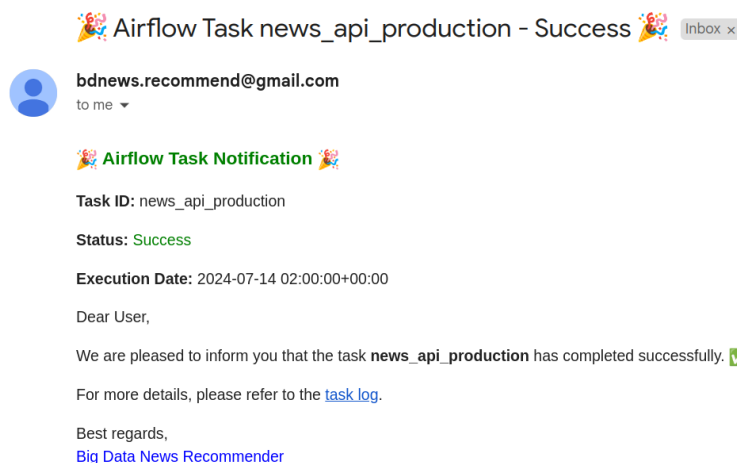 🎉 Airflow Task news_api_production - Success 🎉 Inbox ×
bdnews.recommend@gmail.com
to me
🎉 Airflow Task Notification 🎉
Task ID: news_api_production
Status: Success
Execution Date: 2024-07-14 02:00:00+00:00
Dear User,
We are pleased to inform you that the task news_api_production has completed successfully. ✅
For more details, please refer to the task log.
Best regards,
Big Data News Recommender